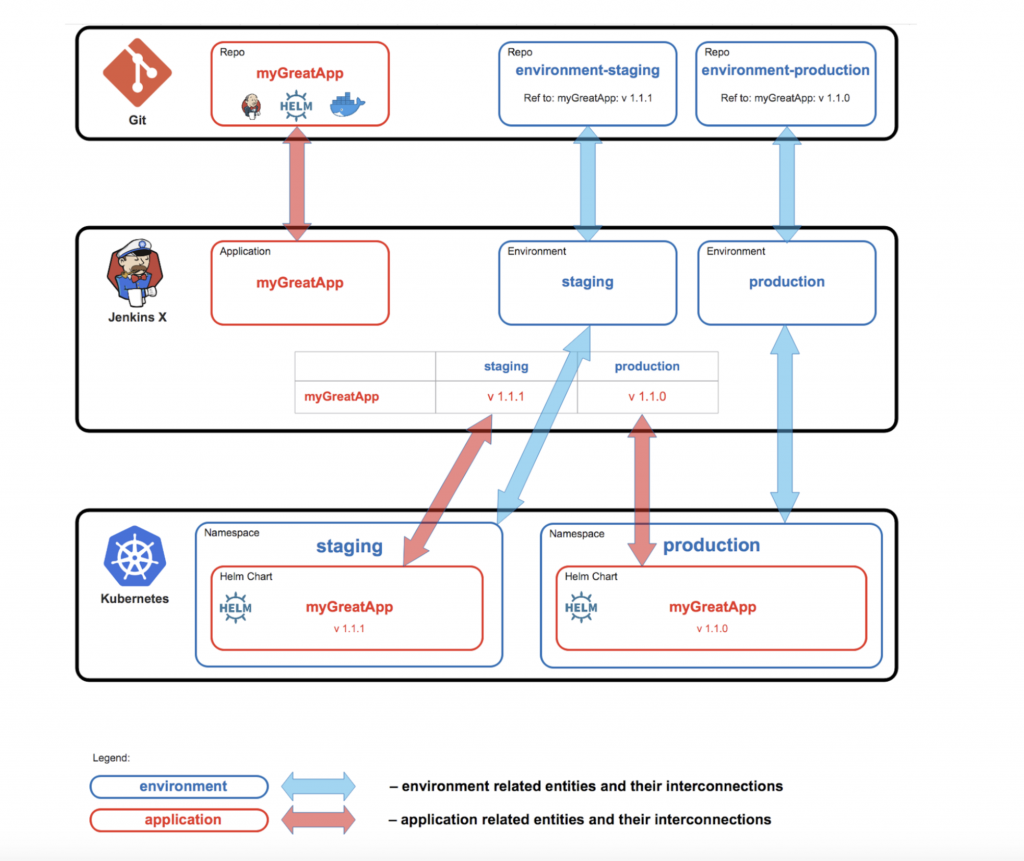 Repo
myGreatApp
HELM
Git
Repo
environment-staging
Ref to: myGreatApp: v 1.1.1
Repo
environment-production
Ref to: myGreatApp: v 1.1.0
Jenkins X
Application
myGreatApp
Environment
staging
Environment
production
staging production
myGreatApp v 1.1.1 v 1.1.0
Kubernetes
Namespace
staging
Helm Chart
HELM
myGreatApp
v 1.1.1
Namespace
production
Helm Chart
HELM
myGreatApp
v 1.1.0
Legend:
environment – environment related entities and their interconnections
application – application related entities and their interconnections